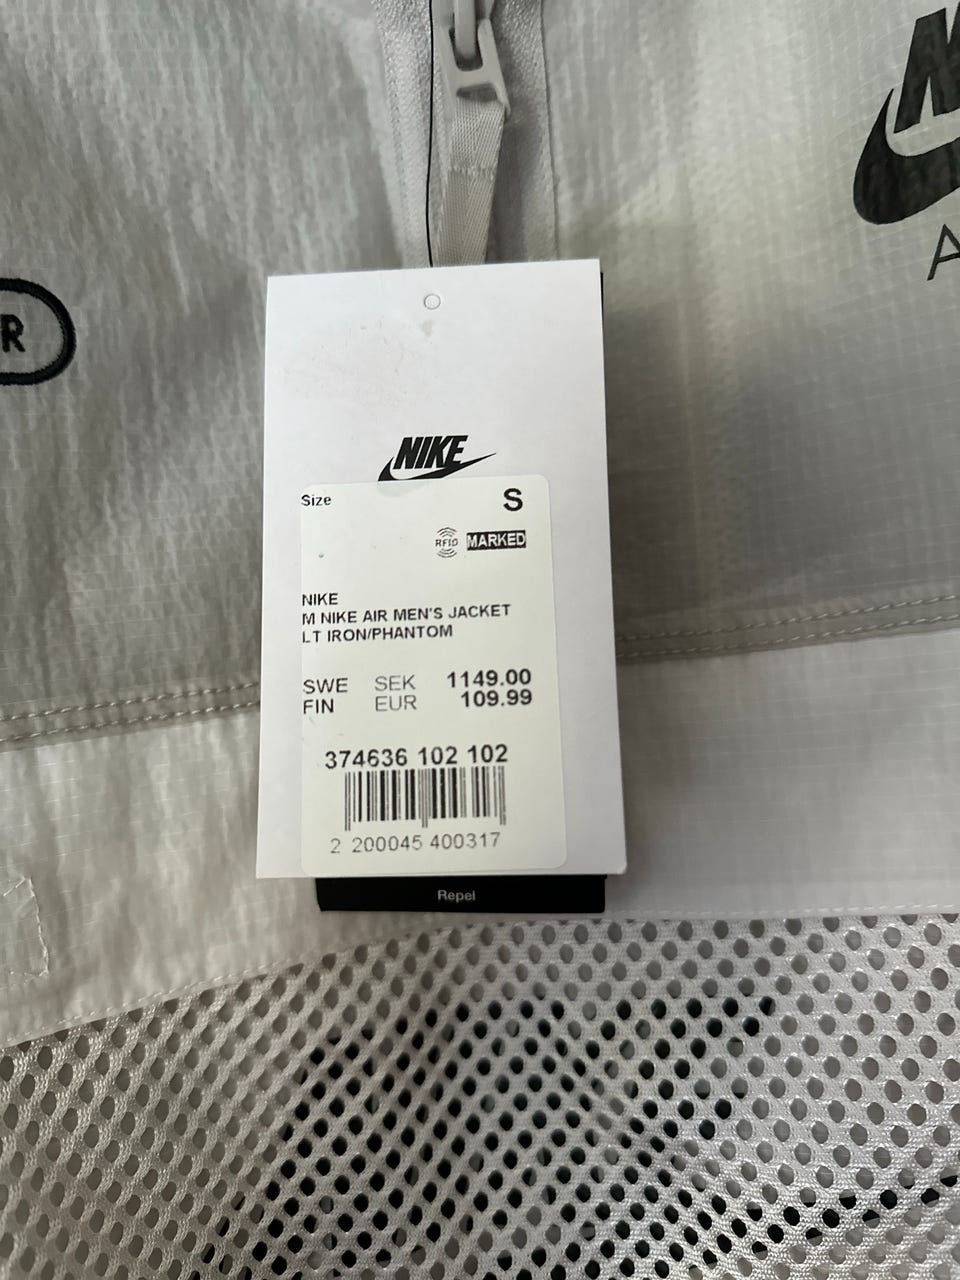 R
NIKE
Size S
RFID MARKED
NIKE
M NIKE AIR MEN'S JACKET
LT IRON/PHANTOM
SWE SEK 1149.00
FIN EUR 109.99
374636 102 102
2 200045 400317
Repel